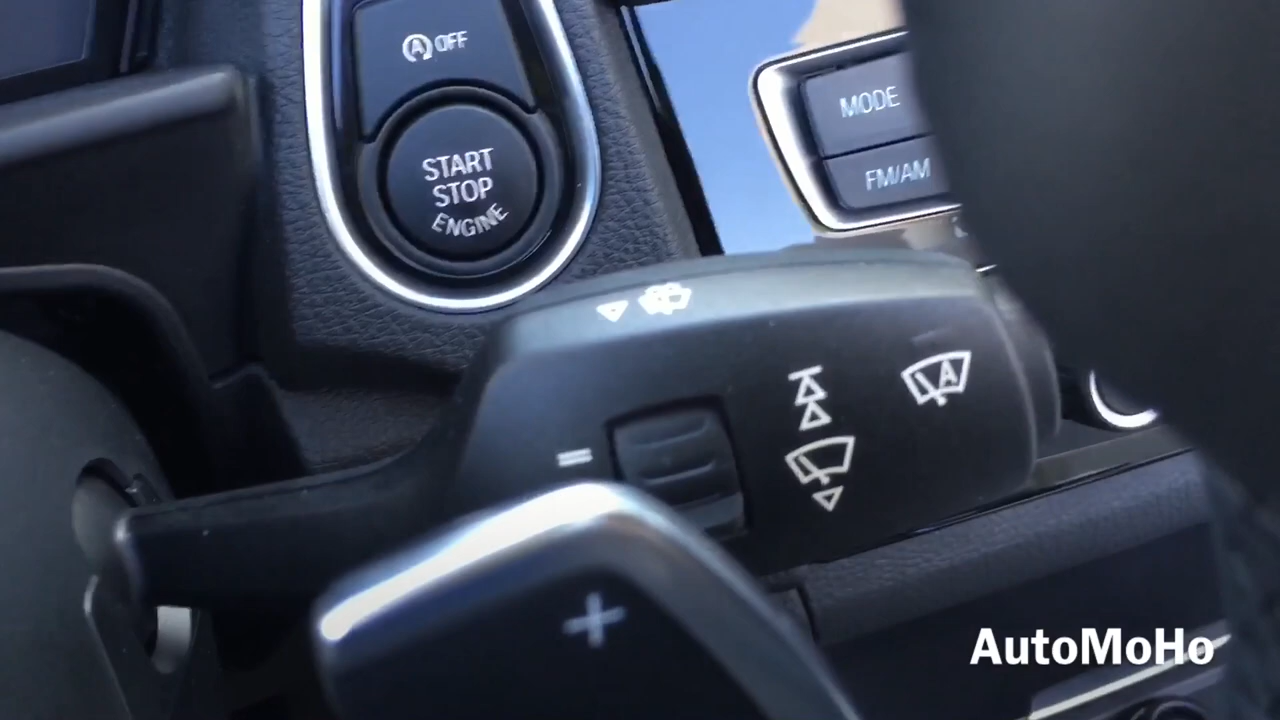 A OFF
START
STOP
ENGINE
MODE
FM/AM
A
+
AutoMoHo